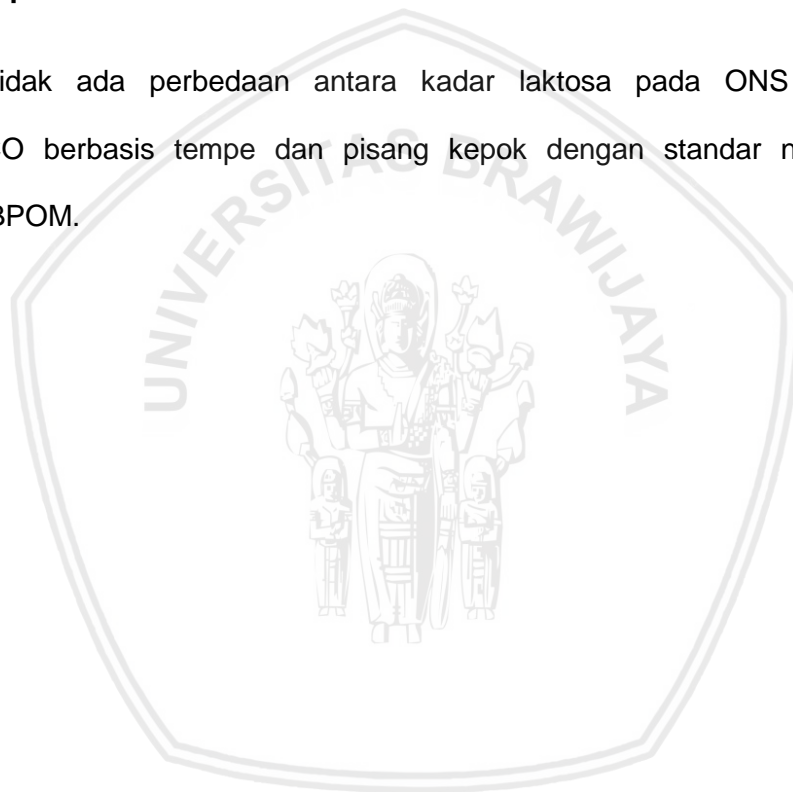 idak ada perbedaan antara kadar laktosa pada ONS
O berbasis tempe dan pisang kepok dengan standar n
BPOM.
UNIVERSITAS BRAWIJAYA